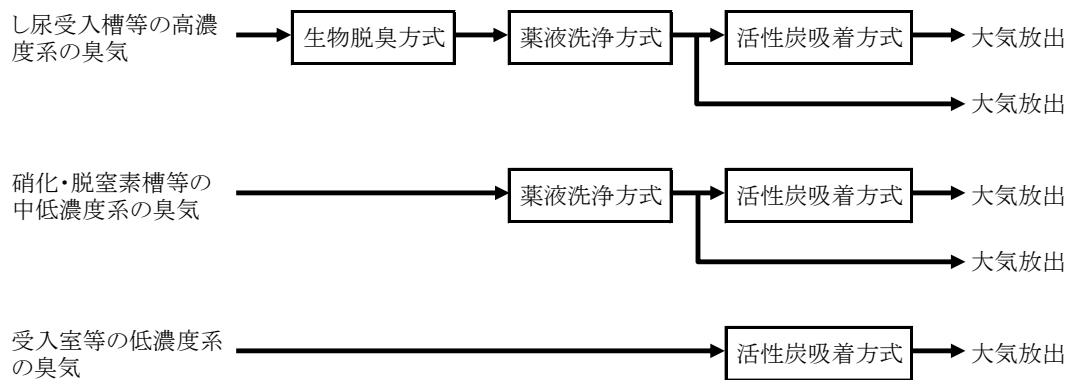 し尿受入槽等の高濃
度系の臭気
生物脱臭方式
薬液洗浄方式
活性炭吸着方式
大気放出
大気放出
硝化・脱窒素槽等の
中低濃度系の臭気
薬液洗浄方式
活性炭吸着方式
大気放出
大気放出
受入室等の低濃度系
の臭気
活性炭吸着方式
大気放出